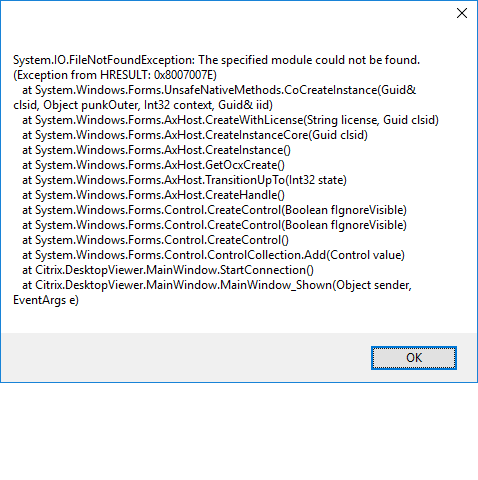 System.IO.FileNotFoundException: The specified module could not be found.
(Exception from HRESULT: 0x8007007E)
at System.Windows.Forms.UnsafeNativeMethods.CoCreateInstance(Guid&
clsid, Object punkOuter, Int32 context, Guid& iid)
at System.Windows.Forms.AxHost.CreateWithLicense(String license, Guid clsid)
at System.Windows.Forms.AxHost.CreateInstanceCore(Guid clsid)
at System.Windows.Forms.AxHost.CreateInstance()
at System.Windows.Forms.AxHost.GetOcxCreate()
at System.Windows.Forms.AxHost.TransitionUpTo(Int32 state)
at System.Windows.Forms.AxHost.CreateHandle()
at System.Windows.Forms.Control.CreateControl(Boolean fIgnoreVisible)
at System.Windows.Forms.Control.CreateControl(Boolean fIgnoreVisible)
at System.Windows.Forms.Control.CreateControl()
at System.Windows.Forms.Control.ControlCollection.Add(Control value)
at Citrix.DesktopViewer.MainWindow.StartConnection()
at Citrix.DesktopViewer.MainWindow.MainWindow_Shown(Object sender,
EventArgs e)
OK